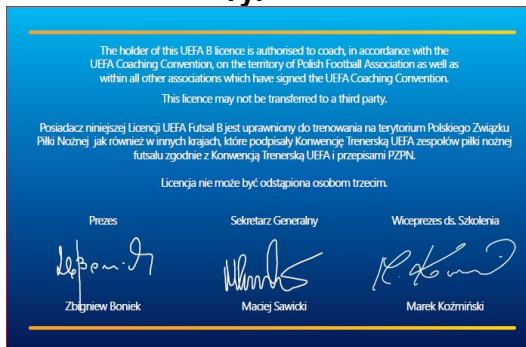 The holder of this UEFA B licence is authorised to coach, in accordance with the
UEFA Coaching Convention, on the territory of Polish Football Association as well as
within all other associations which have signed the UEFA Coaching Convention.
This licence may not be transferred to a third party.
Posiadacz niniejszej Licencji UEFA Futsal B jest uprawniony do trenowania na terytorium Polskiego Związku
Piłki Nożnej jak również w innych krajach, które podpisały Konwencję Trenerską UEFA zespołów piłki nożnej
futsalu zgodnie z Konwencją Trenerską UEFA i przepisami PZPN.
Licencja nie może być odstąpiona osobom trzecim.
Prezes Sekretarz Generalny Wiceprezes ds. Szkolenia
Zbigniew Boniek Maciej Sawicki Marek Koźmiński